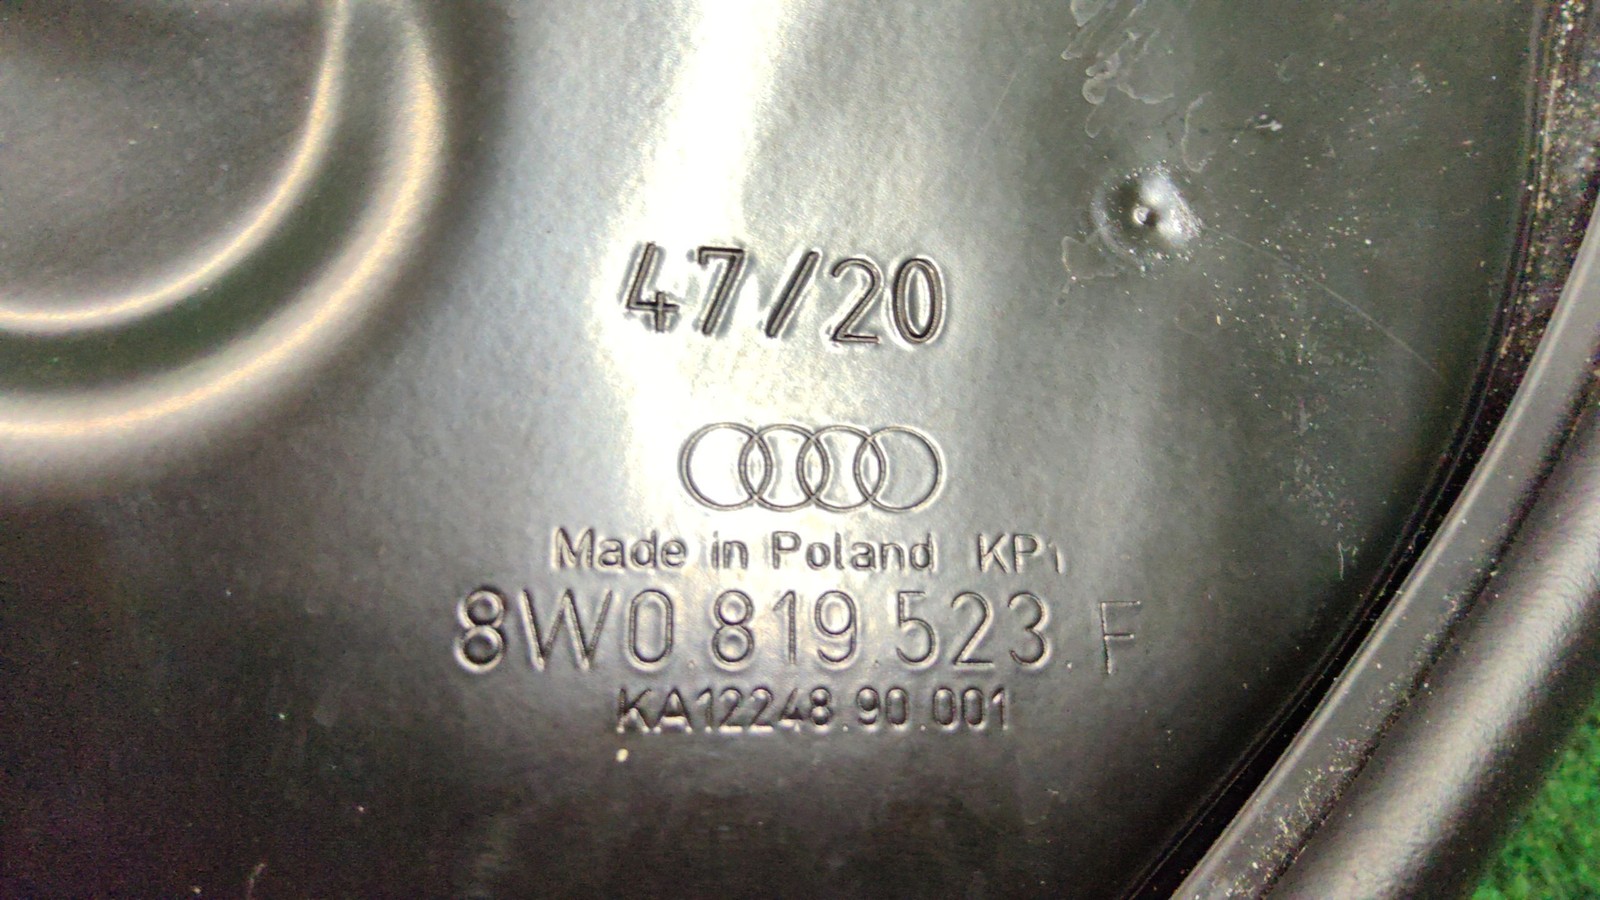 47/20
Made in Poland KP1
8W0 819 523 F
KA12248.90.001